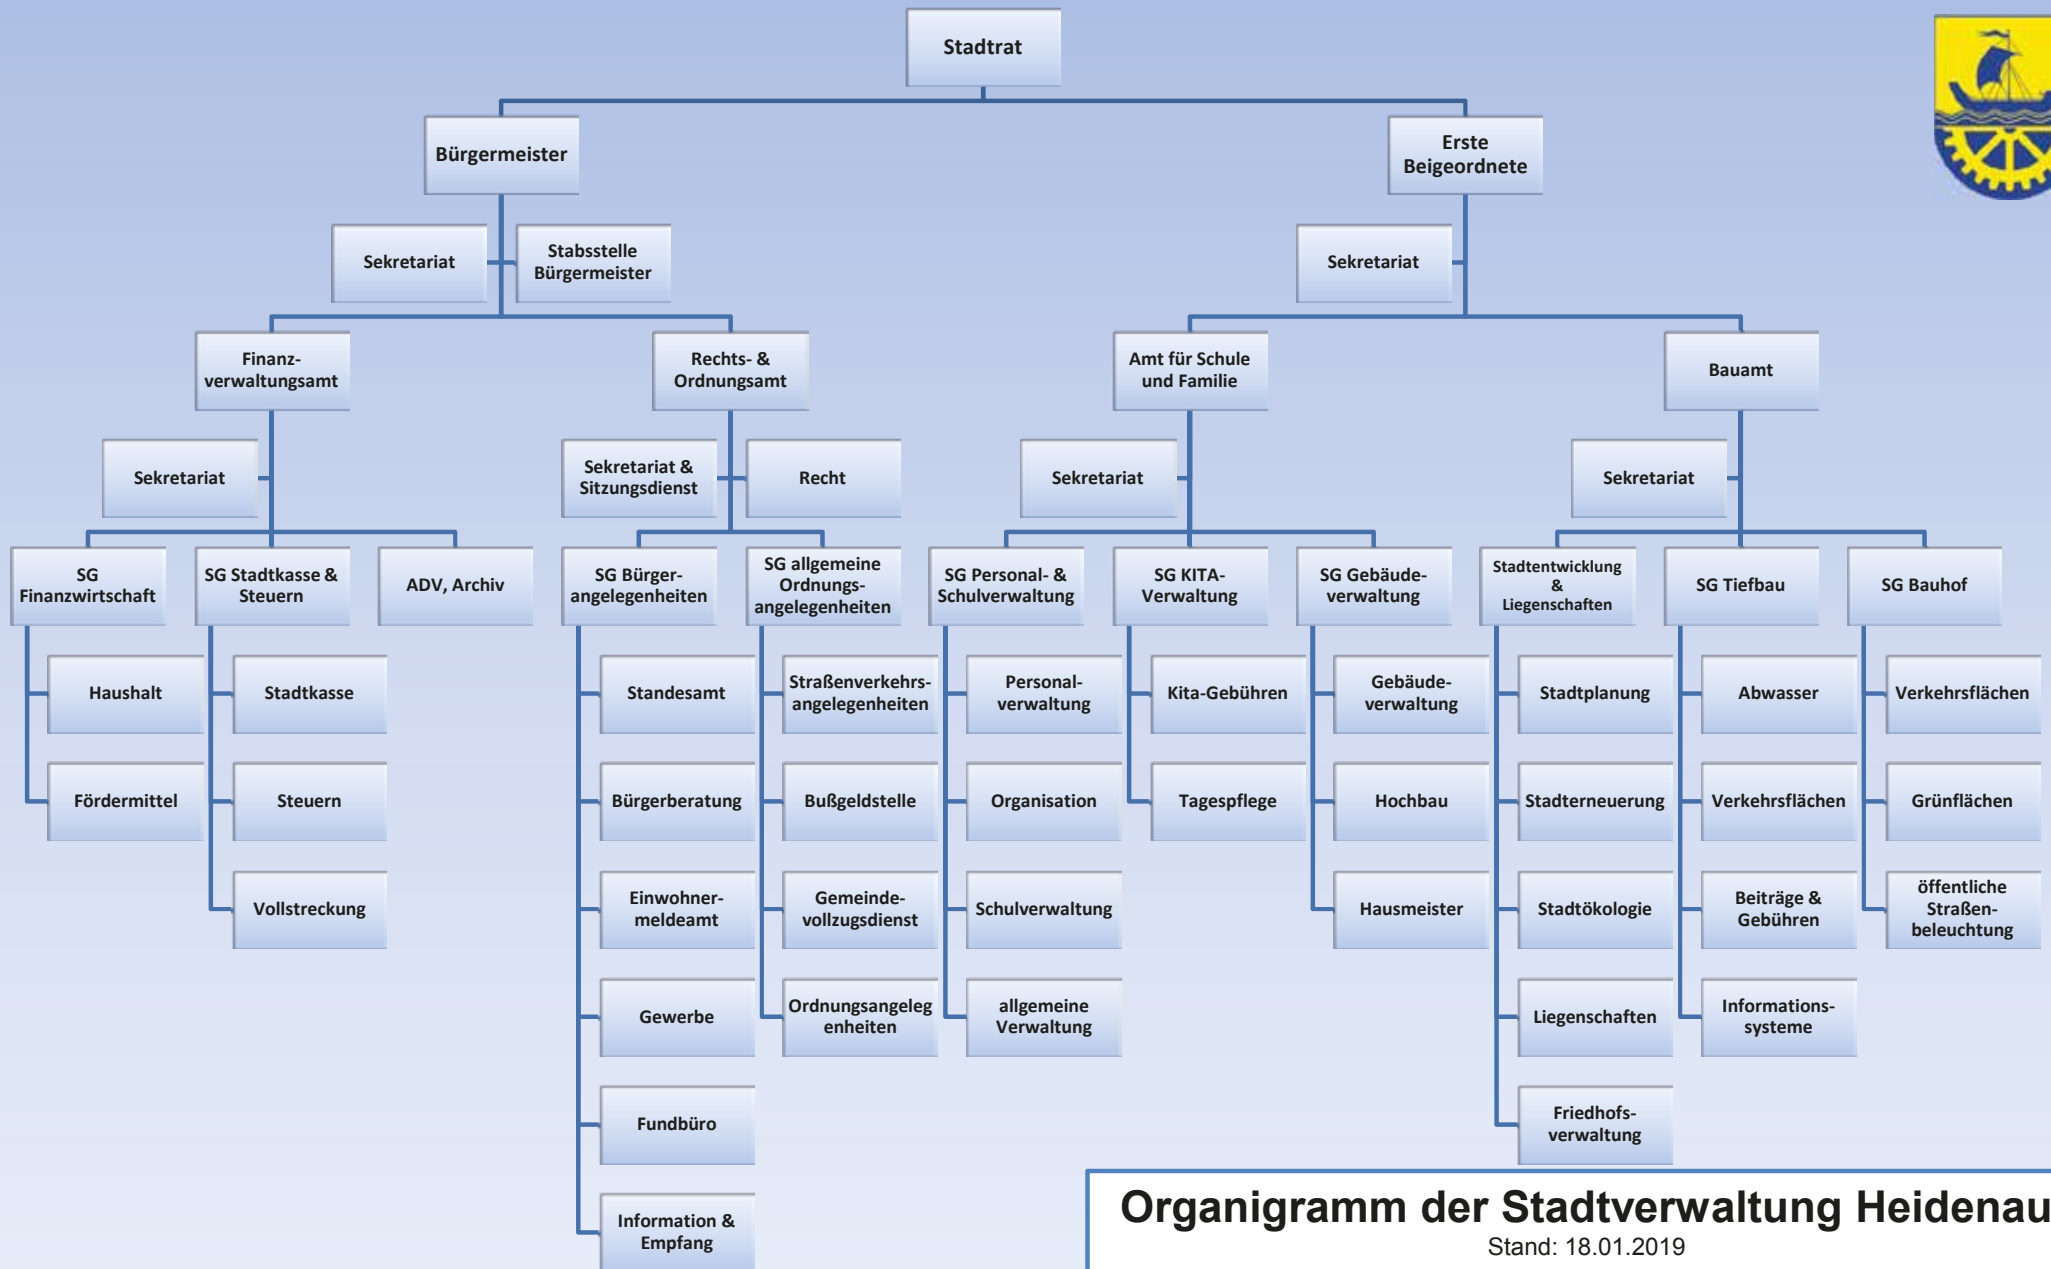 Stadtrat
Bürgermeister
Erste
Beigeordnete
Sekretariat
Stabsstelle
Bürgermeister
Sekretariat
Finanz-
verwaltungsamt
Rechts- &
Ordnungsamt
Amt für Schule
und Familie
Bauamt
Sekretariat
Sekretariat &
Sitzungsdienst
Recht
Sekretariat
Sekretariat
SG
Finanzwirtschaft
SG Stadtkasse &
Steuern
ADV, Archiv
SG Bürger-
angelegenheiten
SG allgemeine
Ordnungs-
angelegenheiten
SG Personal- &
Schulverwaltung
SG KITA-
Verwaltung
SG Gebäude-
verwaltung
Stadtentwicklung
&
Liegenschaften
SG Tiefbau
SG Bauhof
Haushalt
Stadtkasse
Standesamt
Straßenverkehrs-
angelegenheiten
Personal-
verwaltung
Kita-Gebühren
Gebäude-
verwaltung
Stadtplanung
Abwasser
Verkehrsflächen
Fördermittel
Steuern
Bürgerberatung
Bußgeldstelle
Organisation
Tagespflege
Hochbau
Stadterneuerung
Verkehrsflächen
Grünflächen
Vollstreckung
Einwohner-
meldeamt
Gemeinde-
vollzugsdienst
Schulverwaltung
Hausmeister
Stadtökologie
Beiträge &
Gebühren
öffentliche
Straßen-
beleuchtung
Gewerbe
Ordnungsangeleg
enheiten
allgemeine
Verwaltung
Liegenschaften
Informations-
systeme
Fundbüro
Friedhofs-
verwaltung
Information &
Empfang
Organigramm der Stadtverwaltung Heidenau
Stand: 18.01.2019